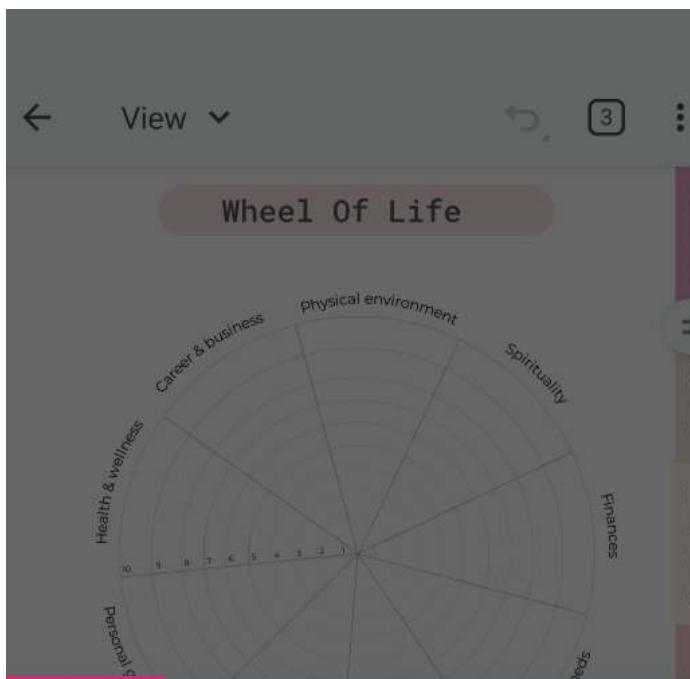 View
3
Wheel Of Life
Physical environment
Career & business
Spirituality
Health & wellness
Finances
10 9 8 7 6 5 4 3 2 1
Personal